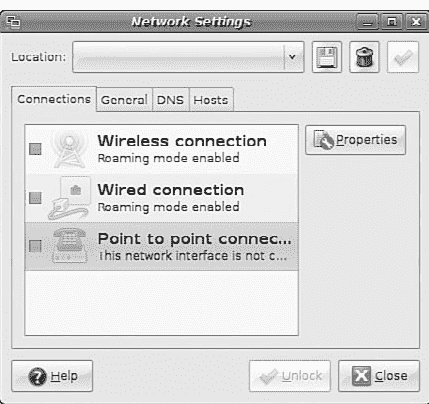 Network Settings
Location:
Connections General DNS Hosts
Wireless connection
Roaming mode enabled
Properties
Wired connection
Roaming mode enabled
Point to point connec...
This network interface is not c...
Help Unlock Close